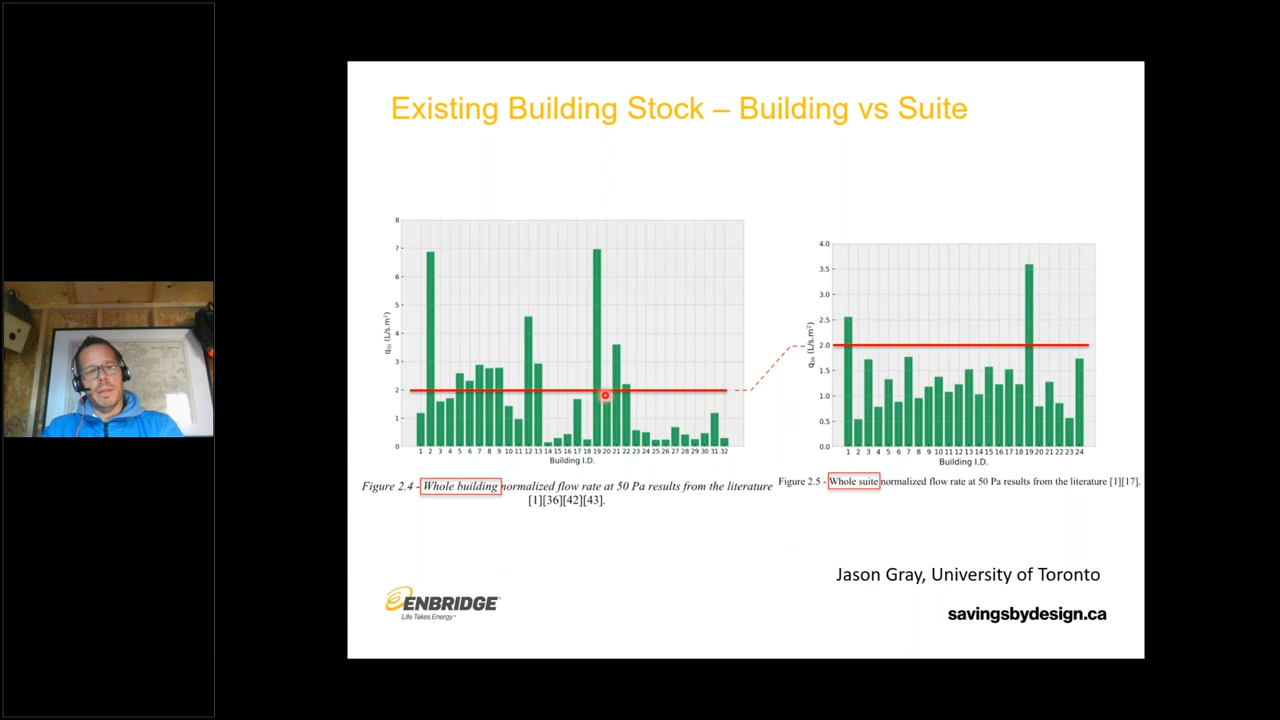 Existing Building Stock – Building vs Suite
8
7
6
5
4
3
2
1
0
q₅₀ (L/s.m²)
1 2 3 4 5 6 7 8 9 10 11 12 13 14 15 16 17 18 19 20 21 22 23 24 25 26 27 28 29 30 31 32
Building I.D.
Figure 2.4 - Whole building normalized flow rate at 50 Pa results from the literature
[1][36][42][43].
4.0
3.5
3.0
2.5
2.0
1.5
1.0
0.5
0.0
q₅₀ (L/s.m²)
1 2 3 4 5 6 7 8 9 10 11 12 13 14 15 16 17 18 19 20 21 22 23 24
Building I.D.
Figure 2.5 - Whole suite normalized flow rate at 50 Pa results from the literature [1][17].
Jason Gray, University of Toronto
ENBRIDGE
Life Takes Energy™
savingsbydesign.ca